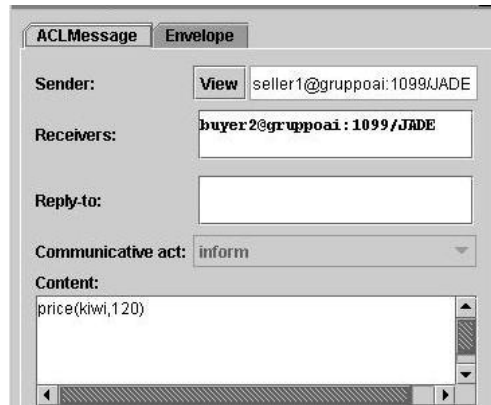 ACLMessage Envelope
Sender: View seller1@gruppoai:1099/JADE
Receivers: buyer2@gruppoai:1099/JADE
Reply-to:
Communicative act: inform
Content:
price(kiwi,120)